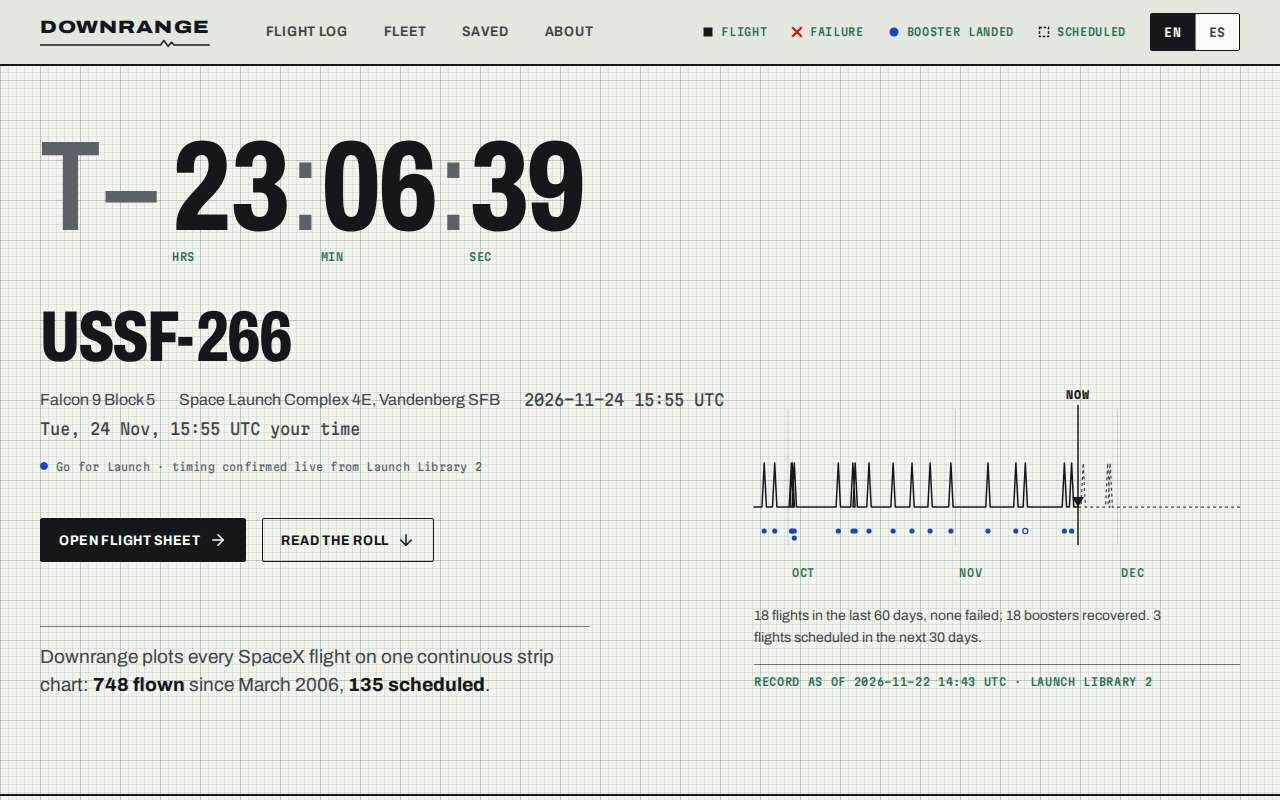 DOWNRANGE
FLIGHT LOG FLEET SAVED ABOUT
FLIGHT FAILURE BOOSTER LANDED SCHEDULED EN ES
T–23:06:39
HRS MIN SEC
USSF-266
Falcon 9 Block 5 Space Launch Complex 4E, Vandenberg SFB 2026-11-24 15:55 UTC
Tue, 24 Nov, 15:55 UTC your time
Go for Launch · timing confirmed live from Launch Library 2
OPEN FLIGHT SHEET → READ THE ROLL ↓
Downrange plots every SpaceX flight on one continuous strip
chart: 748 flown since March 2006, 135 scheduled.
NOW
OCT NOV DEC
18 flights in the last 60 days, none failed; 18 boosters recovered. 3
flights scheduled in the next 30 days.
RECORD AS OF 2026-11-22 14:43 UTC · LAUNCH LIBRARY 2